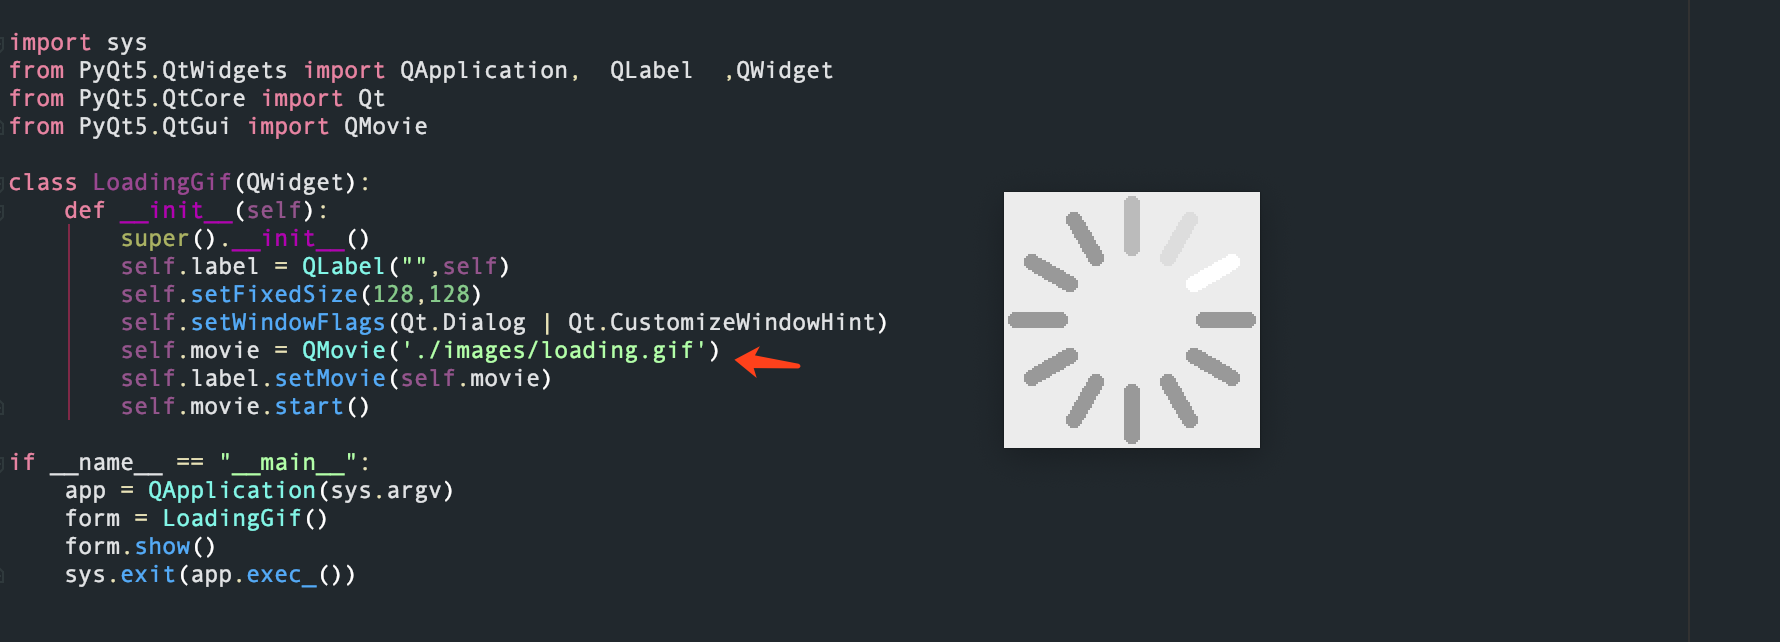 import sys
from PyQt5.QtWidgets import QApplication,  QLabel  ,QWidget
from PyQt5.QtCore import Qt
from PyQt5.QtGui import QMovie
class LoadingGif(QWidget):
    def __init__(self):
        super().__init__()
        self.label = QLabel("",self)
        self.setFixedSize(128,128)
        self.setWindowFlags(Qt.Dialog | Qt.CustomizeWindowHint)
        self.movie = QMovie('./images/loading.gif')
        self.label.setMovie(self.movie)
        self.movie.start()
if __name__ == "__main__":
    app = QApplication(sys.argv)
    form = LoadingGif()
    form.show()
    sys.exit(app.exec_())